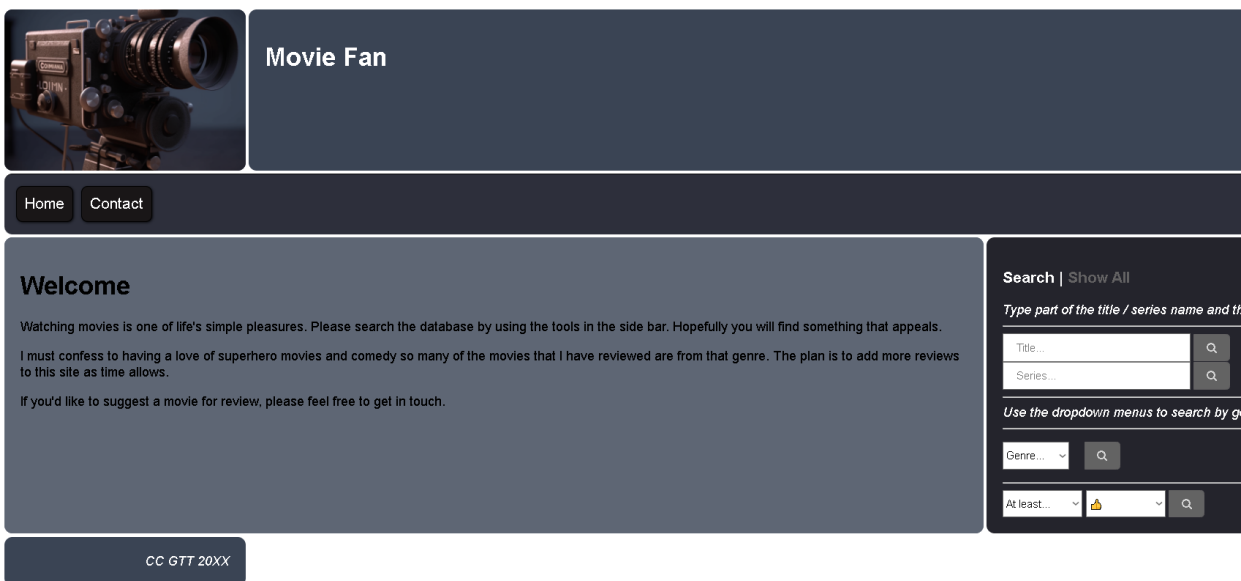 Movie Fan
Home
Contact
Welcome
Watching movies is one of life's simple pleasures. Please search the database by using the tools in the side bar. Hopefully you will find something that appeals.
I must confess to having a love of superhero movies and comedy so many of the movies that I have reviewed are from that genre. The plan is to add more reviews
to this site as time allows.
If you'd like to suggest a movie for review, please feel free to get in touch.
Search | Show All
Type part of the title / series name and
Title...
Series...
Use the dropdown menus to search by
Genre...
At least...
CC GTT 20XX